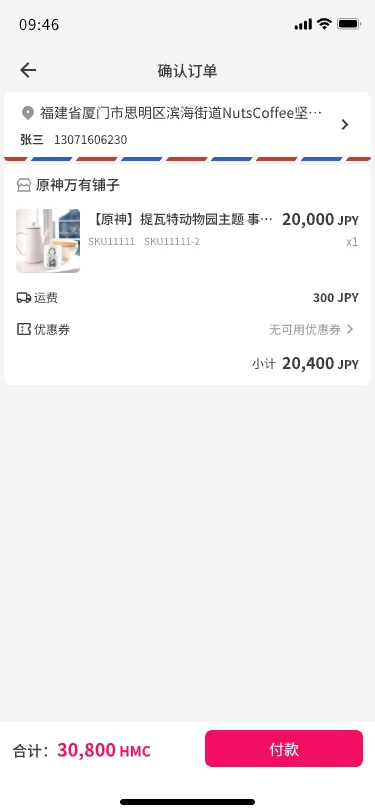 09:46
确认订单
福建省厦门市思明区滨海街道NutsCoffee坚…
张三 13071606230
原神万有铺子
【原神】提瓦特动物园主题 事… 20,000 JPY
SKU11111 SKU11111-2 x1
运费 300 JPY
优惠券 无可用优惠券
小计 20,400 JPY
合计：30,800 HMC 付款